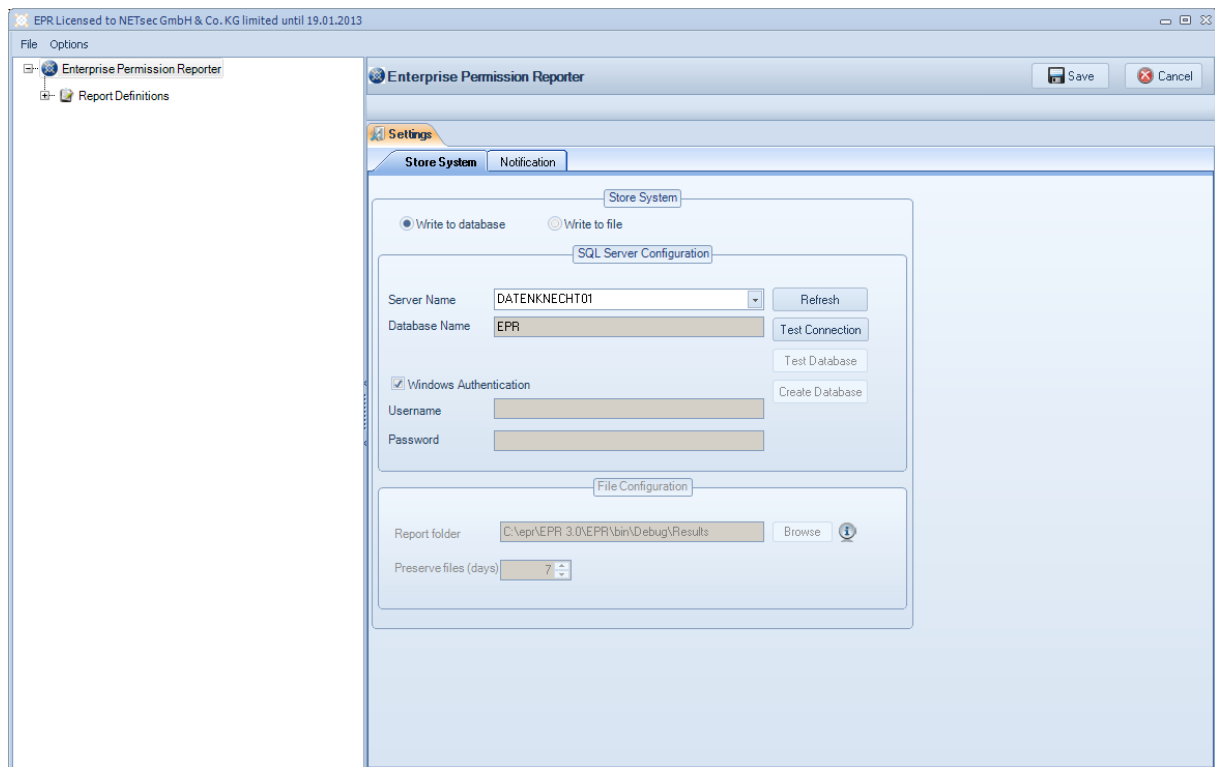 EPR Licensed to NETsec GmbH & Co. KG limited until 19.01.2013
File Options
Enterprise Permission Reporter
Report Definitions
Enterprise Permission Reporter
Save
Cancel
Settings
Store System
Notification
Store System
Write to database
Write to file
SQL Server Configuration
Server Name
DATENKNECHT01
Refresh
Database Name
EPR
Test Connection
Test Database
Windows Authentication
Create Database
Username
Password
File Configuration
Report folder
C:\epr\EPR 3.0\EPR\bin\Debug\Results
Browse
Preserve files (days)
7